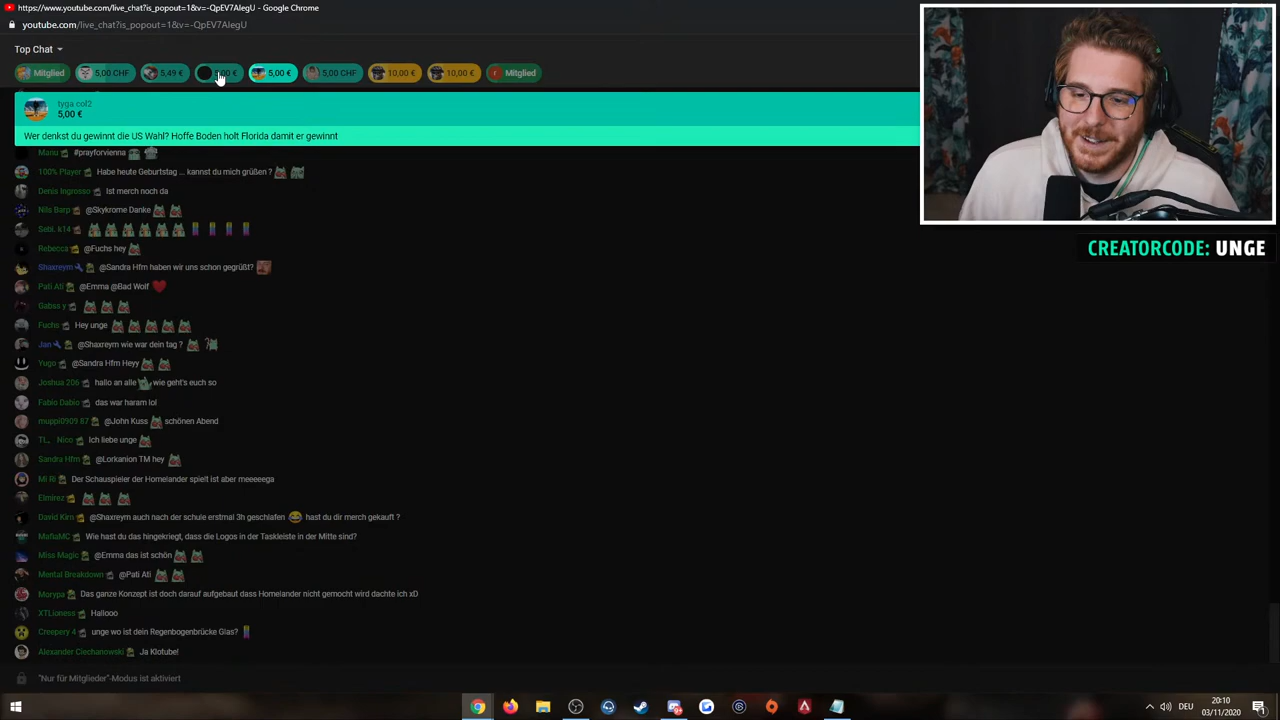 https://www.youtube.com/live_chat?is_popout=1&v=-QpEV7AlegU - Google Chrome
youtube.com/live_chat?is_popout=1&v=-QpEV7AlegU
Top Chat
Mitglied 5,00 CHF 5,49 € 5,00 € 5,00 CHF 10,00 € 10,00 € r Mitglied
tyga col2
5,00 €
Wer denkst du gewinnt die US Wahl? Hoffe Boden holt Florida damit er gewinnt
Manu #prayforvienna
100% Player Habe heute Geburtstag ... kannst du mich grüßen ?
Denis Ingrosso Ist merch noch da
Nils Barp @Skykrome Danke
Sebi. k14
Rebecca @Fuchs hey
Shaxreym @Sandra Hfm haben wir uns schon gegrüßt?
Pati Ati @Emma @Bad Wolf
Gabss y
Fuchs Hey unge
Jan @Shaxreym wie war dein tag ?
Yugo @Sandra Hfm Heyy
Joshua 206 hallo an alle wie geht's euch so
Fabio Dabio das war haram lol
muppi0909 87 @John Kuss schönen Abend
TL_ Nico Ich liebe unge
Sandra Hfm @Lorkanion TM hey
Mi Ri Der Schauspieler der Homelander spielt ist aber meeeeega
Elmirez
David Kirn @Shaxreym auch nach der schule erstmal 3h geschlafen hast du dir merch gekauft ?
MafiaMC Wie hast du das hingekriegt, dass die Logos in der Taskleiste in der Mitte sind?
Miss Magic @Emma das ist schön
Mental Breakdown @Pati Ati
Morypa Das ganze Konzept ist doch darauf aufgebaut dass Homelander nicht gemocht wird dachte ich xD
XTLioness Hallooo
Creepery 4 unge wo ist dein Regenbogenbrücke Glas?
Alexander Ciechanowski Ja Klotube!
"Nur für Mitglieder"-Modus ist aktiviert
CREATORCODE: UNGE
DEU
20:10
03/11/2020